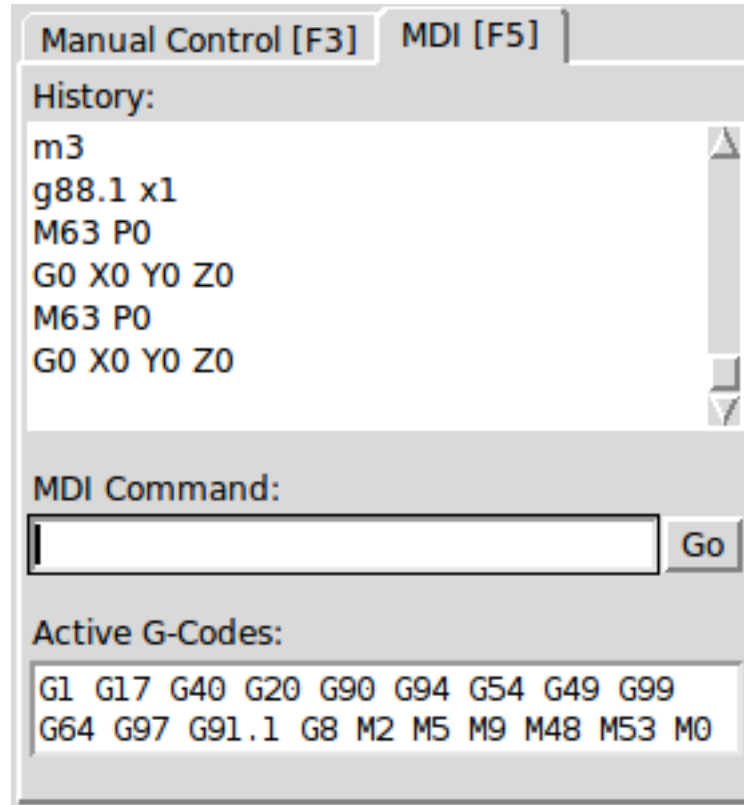 Manual Control [F3] MDI [F5]
History:
m3
g88.1 x1
M63 P0
G0 X0 Y0 Z0
M63 P0
G0 X0 Y0 Z0
MDI Command:
Go
Active G-Codes:
G1 G17 G40 G20 G90 G94 G54 G49 G99
G64 G97 G91.1 G8 M2 M5 M9 M48 M53 M0